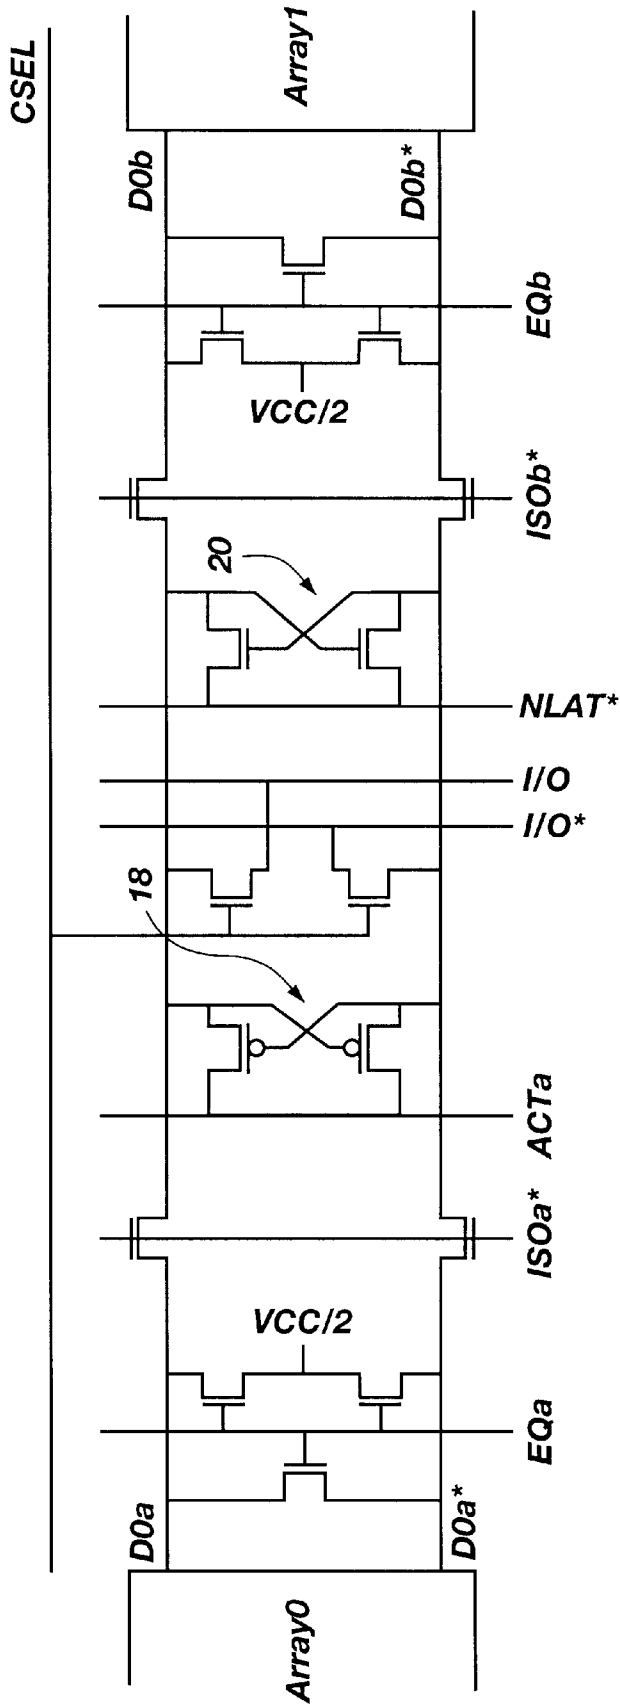 CSEL
Array1
D0b
D0b*
EQb
VCC/2
ISOb*
20
NLAT*
I/O
I/O*
18
ACTa
ISOa*
VCC/2
EQa
D0a
D0a*
Array0